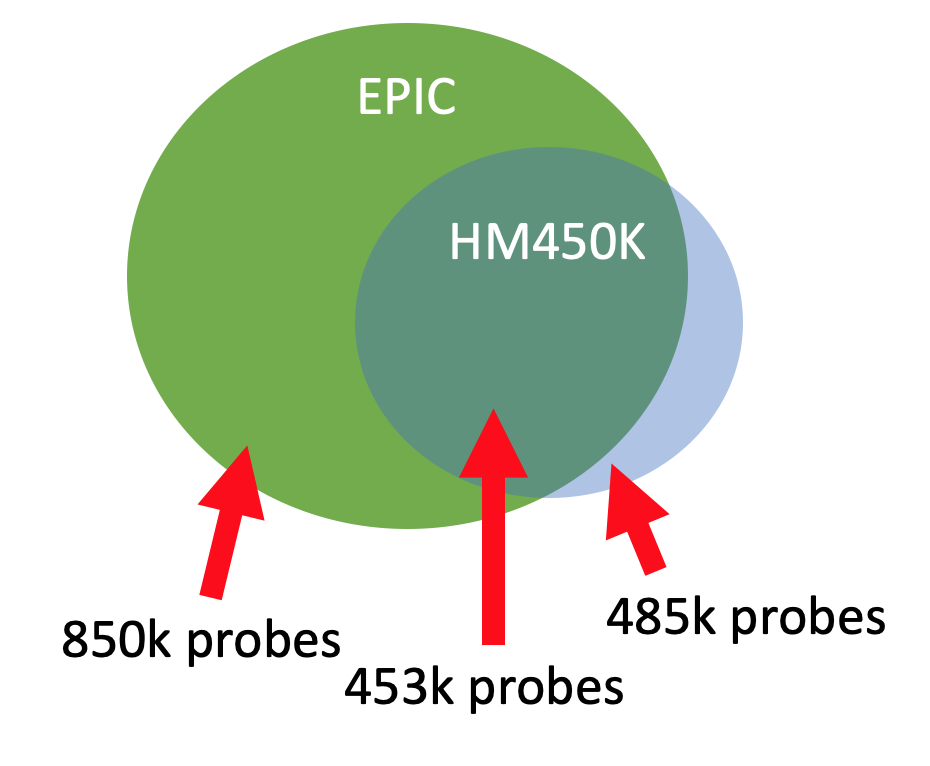 EPIC
HM450K
850k probes
453k probes
485k probes